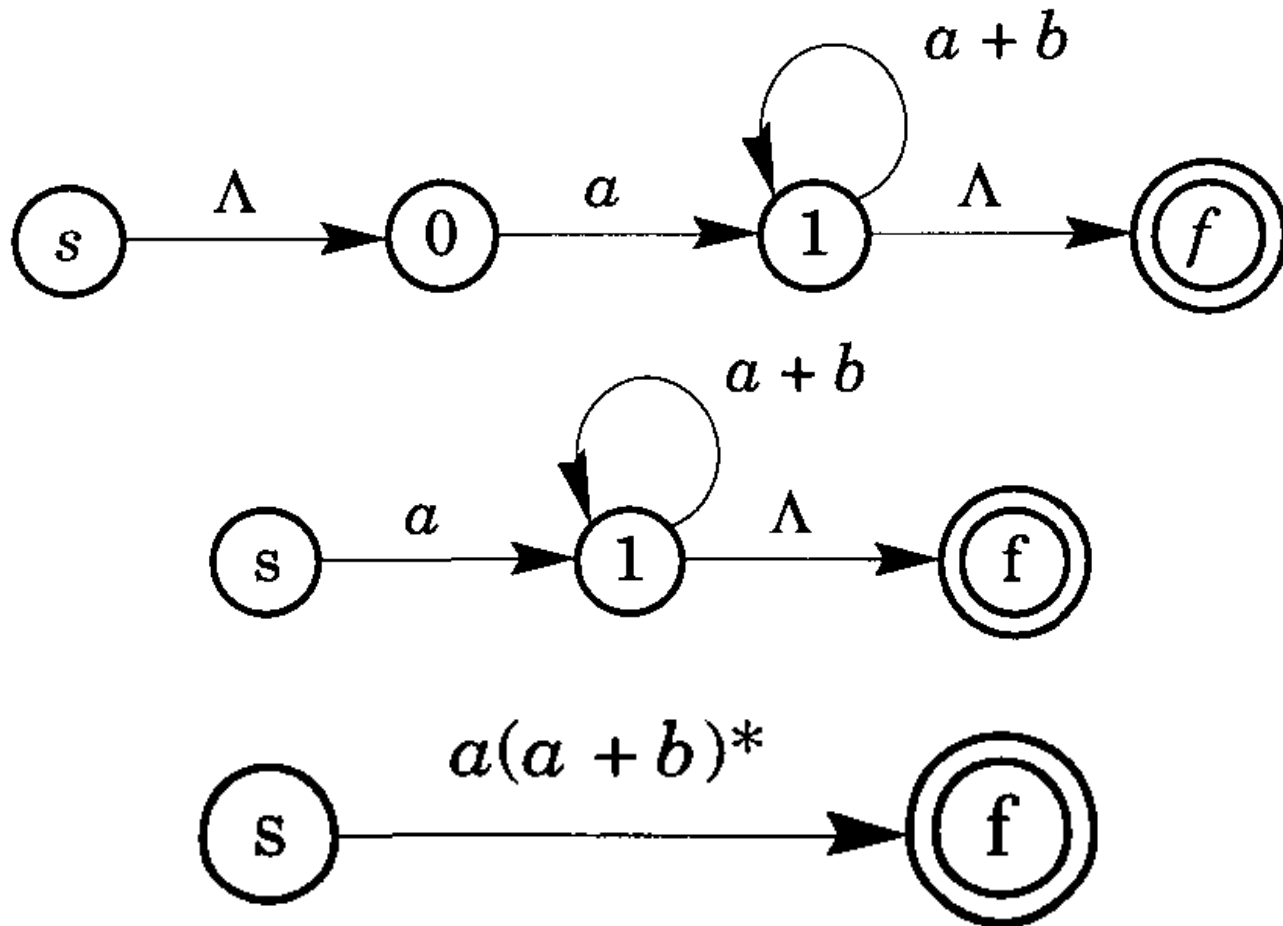 a + b
s Λ 0 a 1 Λ f
a + b
s a 1 Λ f
a(a + b)*
s f